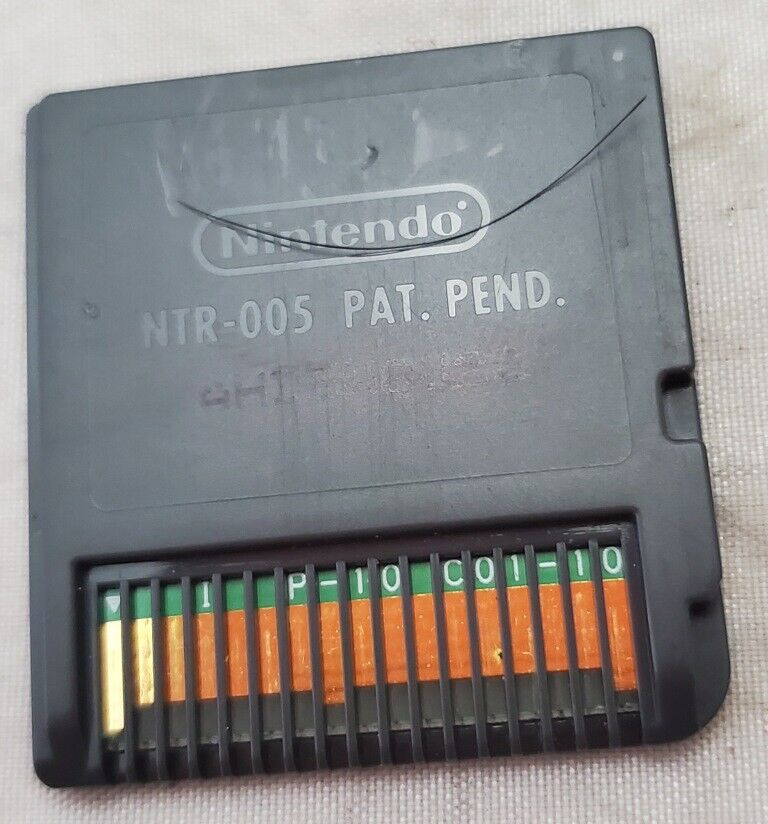 Nintendo®
NTR-005 PAT. PEND.
I P-10 C01-10